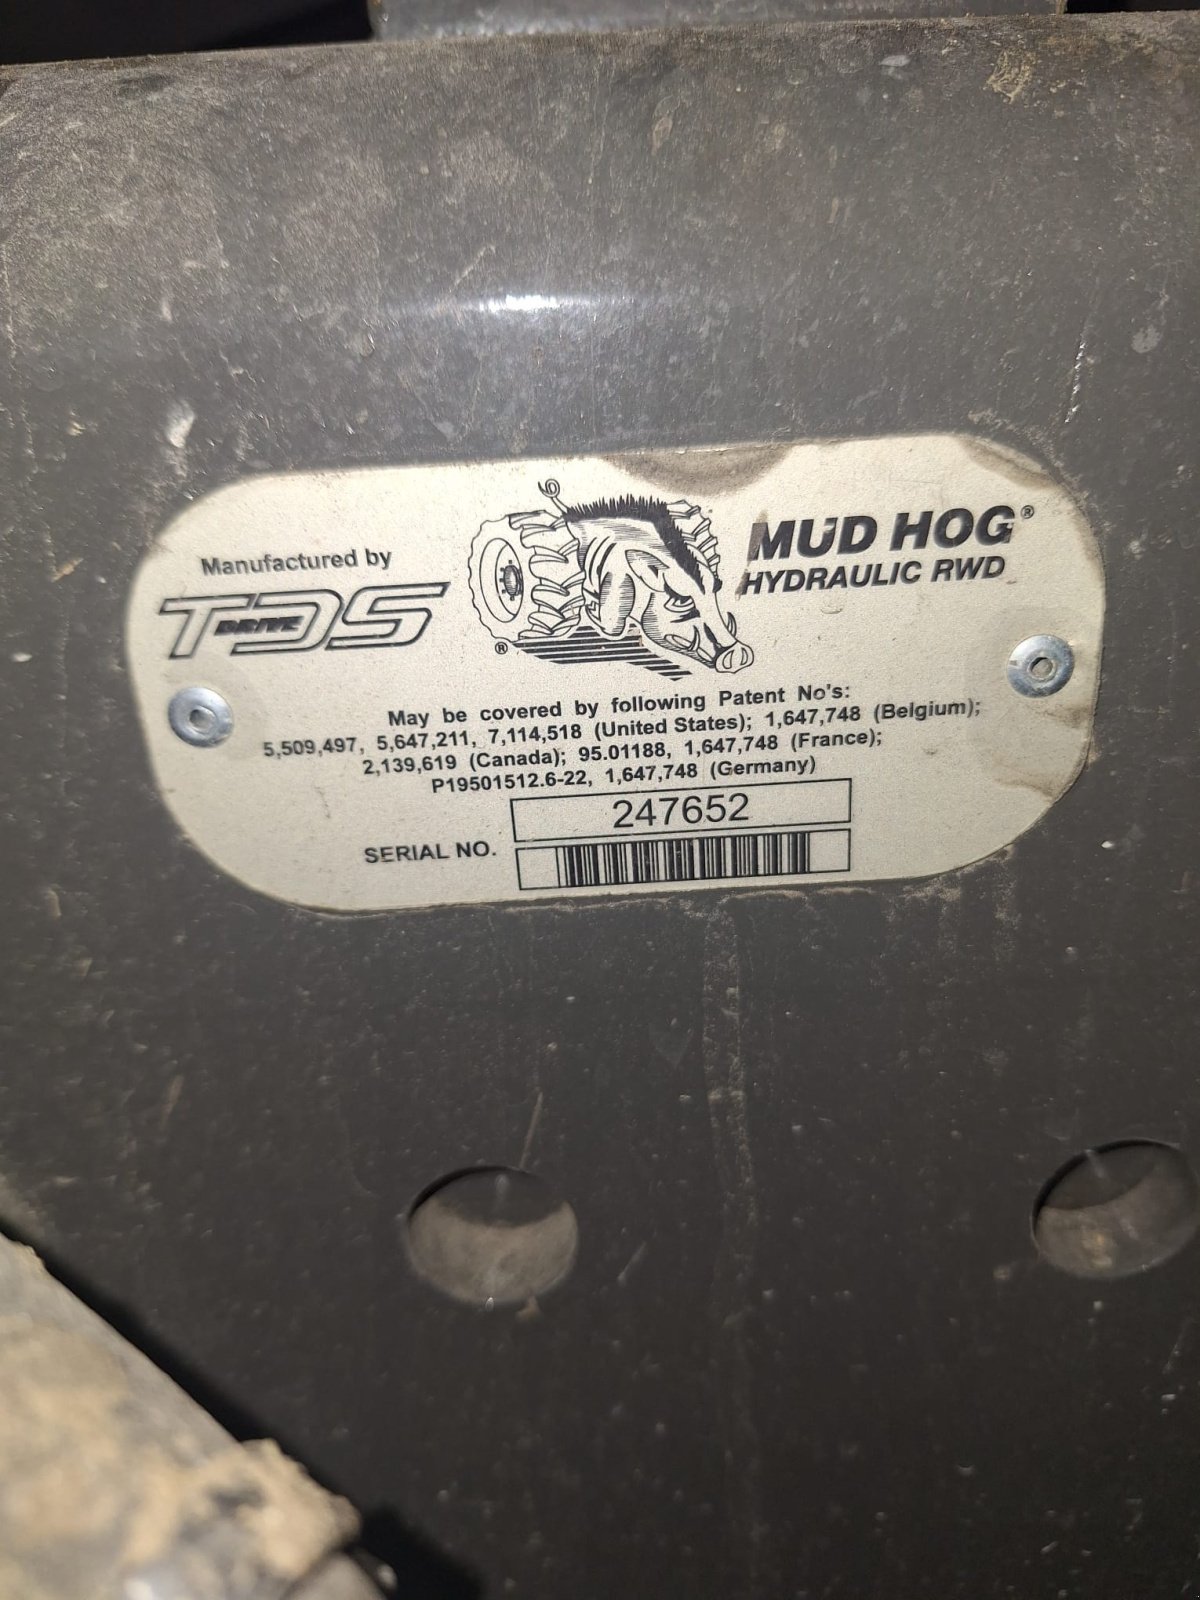 Manufactured by
TDS
DRIVE
®
MUD HOG®
HYDRAULIC RWD
May be covered by following Patent No's:
5,509,497, 5,647,211, 7,114,518 (United States); 1,647,748 (Belgium);
2,139,619 (Canada); 95.01188, 1,647,748 (France);
P19501512.6-22, 1,647,748 (Germany)
SERIAL NO.
247652